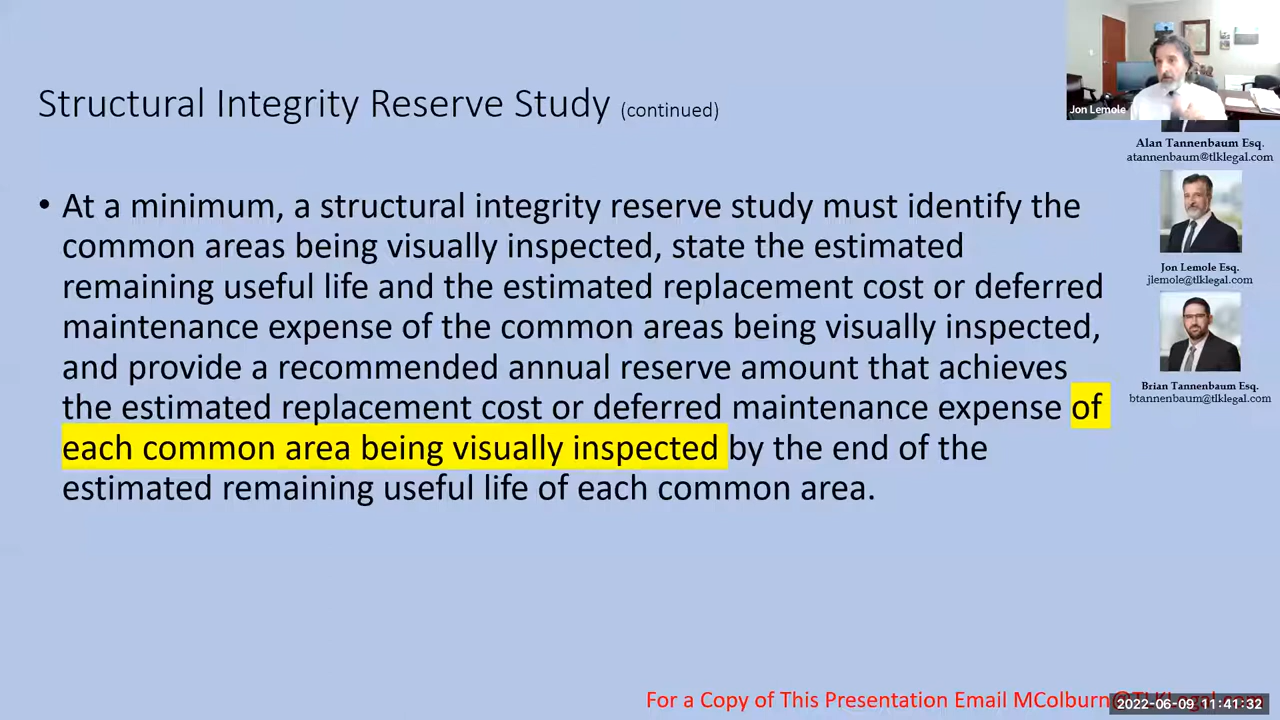 Structural Integrity Reserve Study (continued)
• At a minimum, a structural integrity reserve study must identify the
common areas being visually inspected, state the estimated
remaining useful life and the estimated replacement cost or deferred
maintenance expense of the common areas being visually inspected,
and provide a recommended annual reserve amount that achieves
the estimated replacement cost or deferred maintenance expense of
each common area being visually inspected by the end of the
estimated remaining useful life of each common area.
Jon Lemole
Alan Tannenbaum Esq.
atannenbaum@tlklegal.com
Jon Lemole Esq.
jlemole@tlklegal.com
Brian Tannenbaum Esq.
btannenbaum@tlklegal.com
For a Copy of This Presentation Email MColburn@TLKLegal.com
2022-06-09 11:41:32